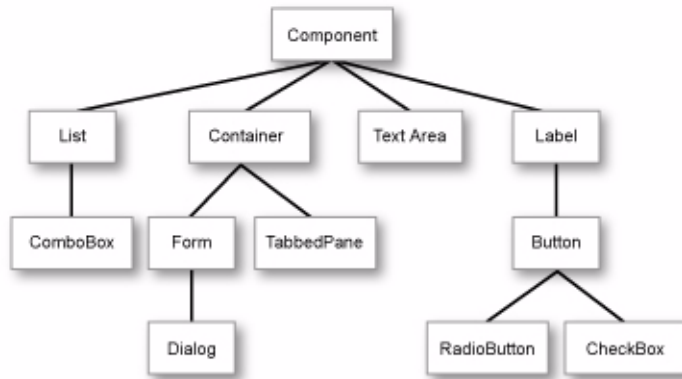 Component
List
Container
Text Area
Label
ComboBox
Form
TabbedPane
Button
Dialog
RadioButton
CheckBox